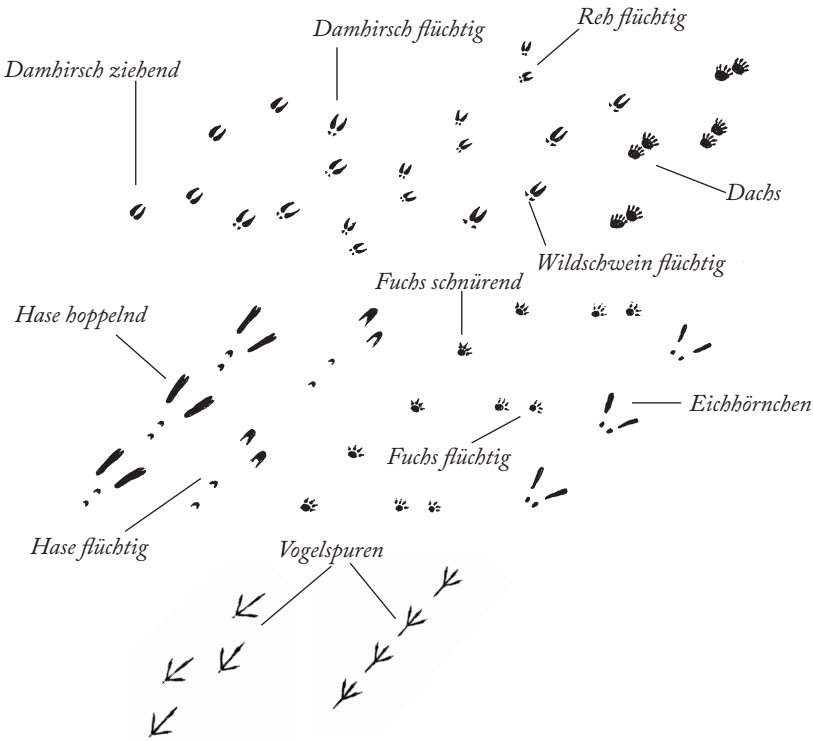 Reh flüchtig
Damhirsch flüchtig
Damhirsch ziehend
Dachs
Wildschwein flüchtig
Fuchs schnürend
Hase hoppelnd
Eichhörnchen
Fuchs flüchtig
Hase flüchtig
Vogelspuren